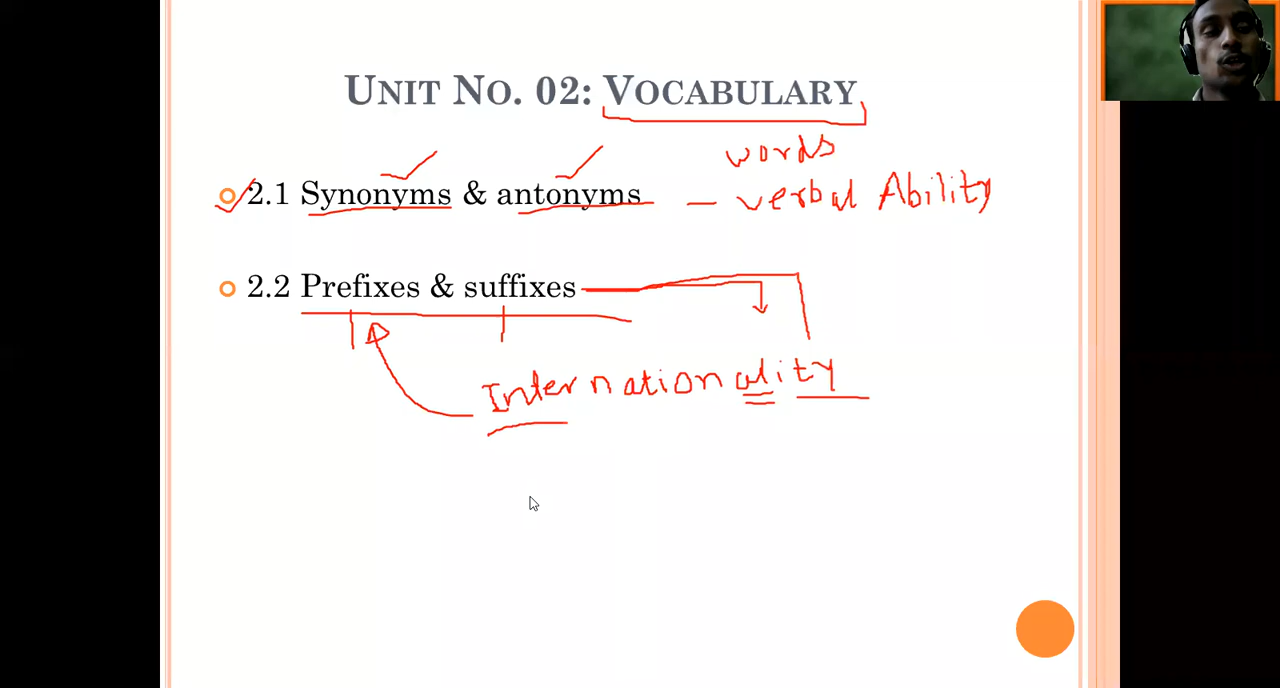 UNIT NO. 02: VOCABULARY
words
2.1 Synonyms & antonyms – verbal Ability
2.2 Prefixes & suffixes
Internationality